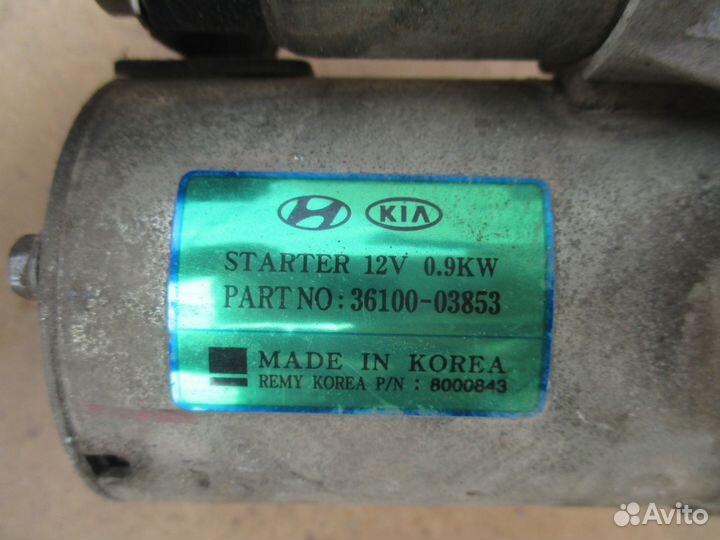 KIA
STARTER 12V 0.9KW
PART NO : 36100-03853
MADE IN KOREA
REMY KOREA P/N : 8000843
Avito